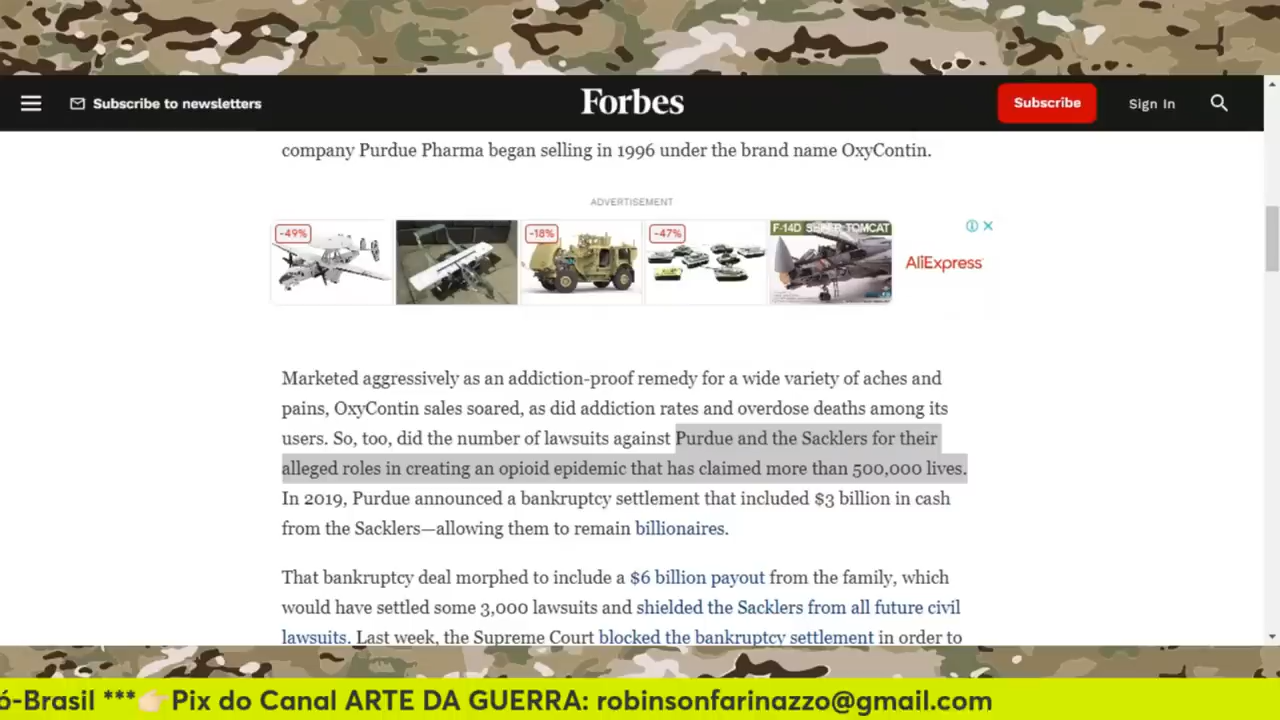 Subscribe to newsletters
Forbes
Subscribe
Sign In
company Purdue Pharma began selling in 1996 under the brand name OxyContin.
ADVERTISEMENT
-49%
-18%
-47%
F-14D SUPER TOMCAT
AliExpress
Marketed aggressively as an addiction-proof remedy for a wide variety of aches and
pains, OxyContin sales soared, as did addiction rates and overdose deaths among its
users. So, too, did the number of lawsuits against Purdue and the Sacklers for their
alleged roles in creating an opioid epidemic that has claimed more than 500,000 lives.
In 2019, Purdue announced a bankruptcy settlement that included $3 billion in cash
from the Sacklers—allowing them to remain billionaires.
That bankruptcy deal morphed to include a $6 billion payout from the family, which
would have settled some 3,000 lawsuits and shielded the Sacklers from all future civil
lawsuits. Last week, the Supreme Court blocked the bankruptcy settlement in order to
ó-Brasil ***👉🏻Pix do Canal ARTE DA GUERRA: robinsonfarinazzo@gmail.com